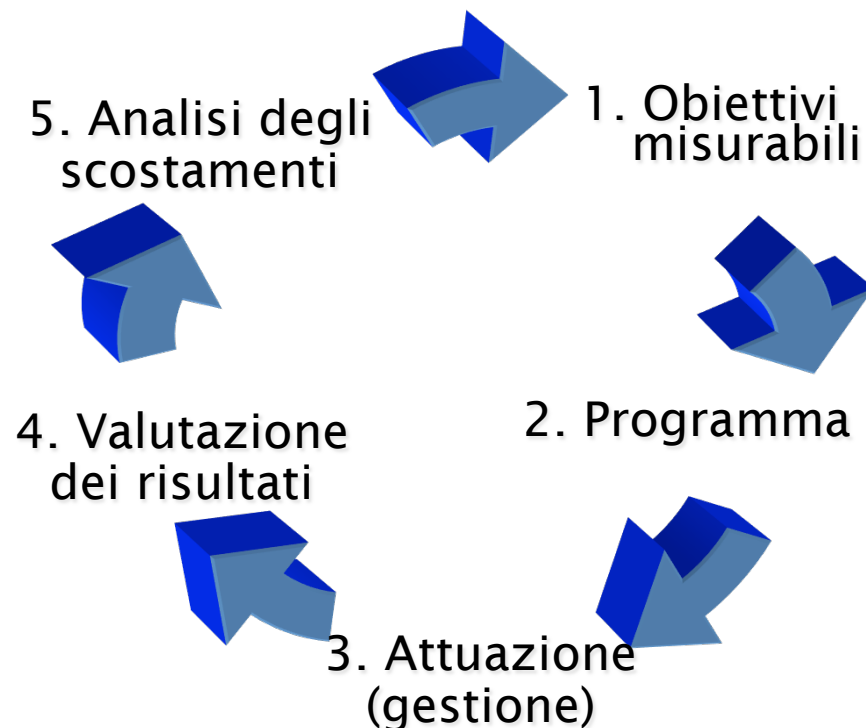 1. Obiettivi
misurabili
2. Programma
3. Attuazione
(gestione)
4. Valutazione
dei risultati
5. Analisi degli
scostamenti